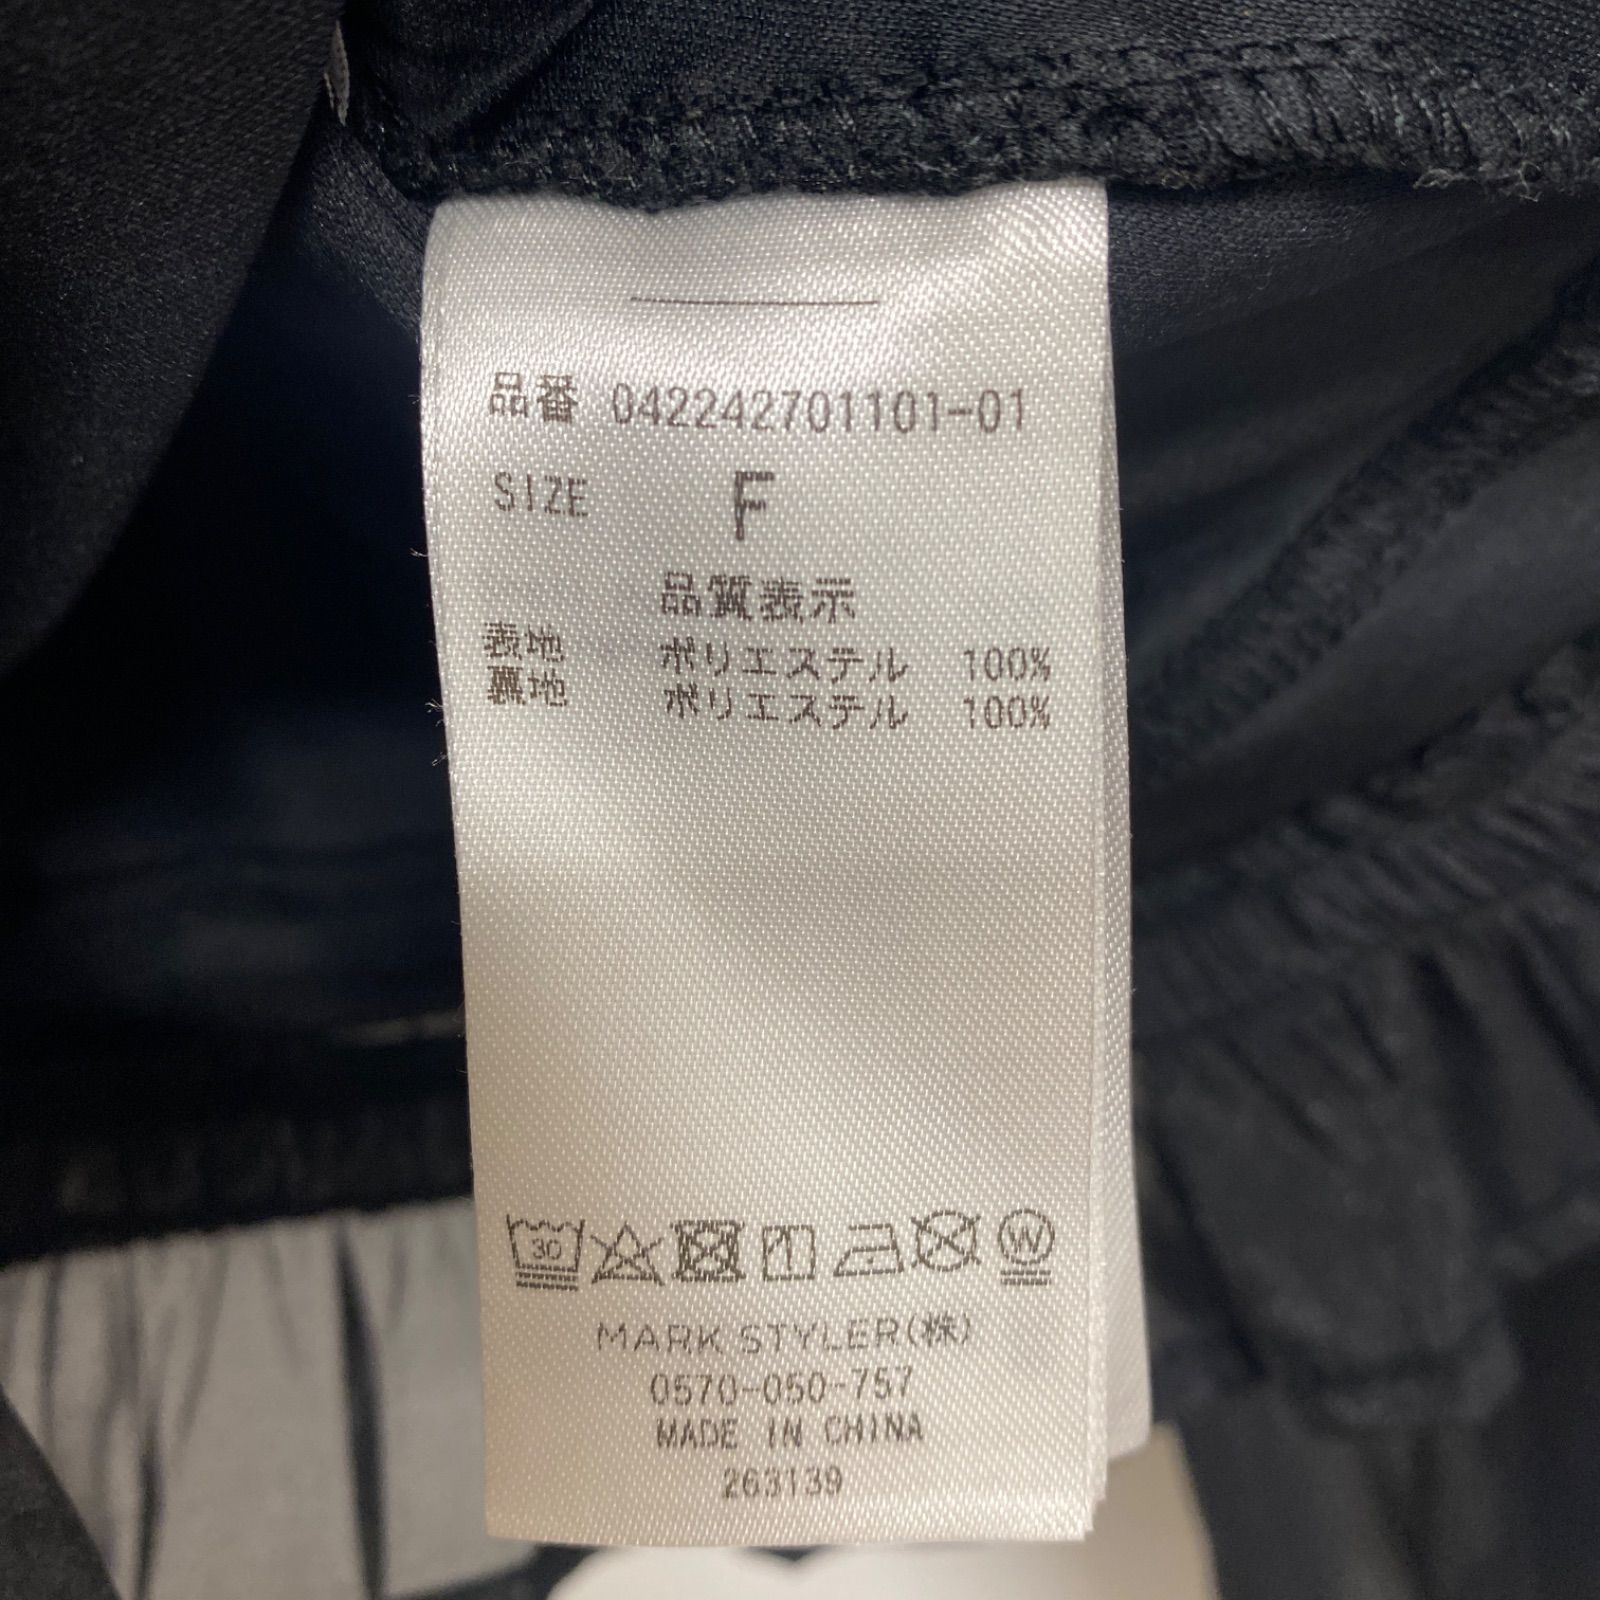 品番 042242701101-01
SIZE F
品質表示
表地 ポリエステル 100%
裏地 ポリエステル 100%
30 W
MARK STYLER(株)
0570-050-757
MADE IN CHINA
263139